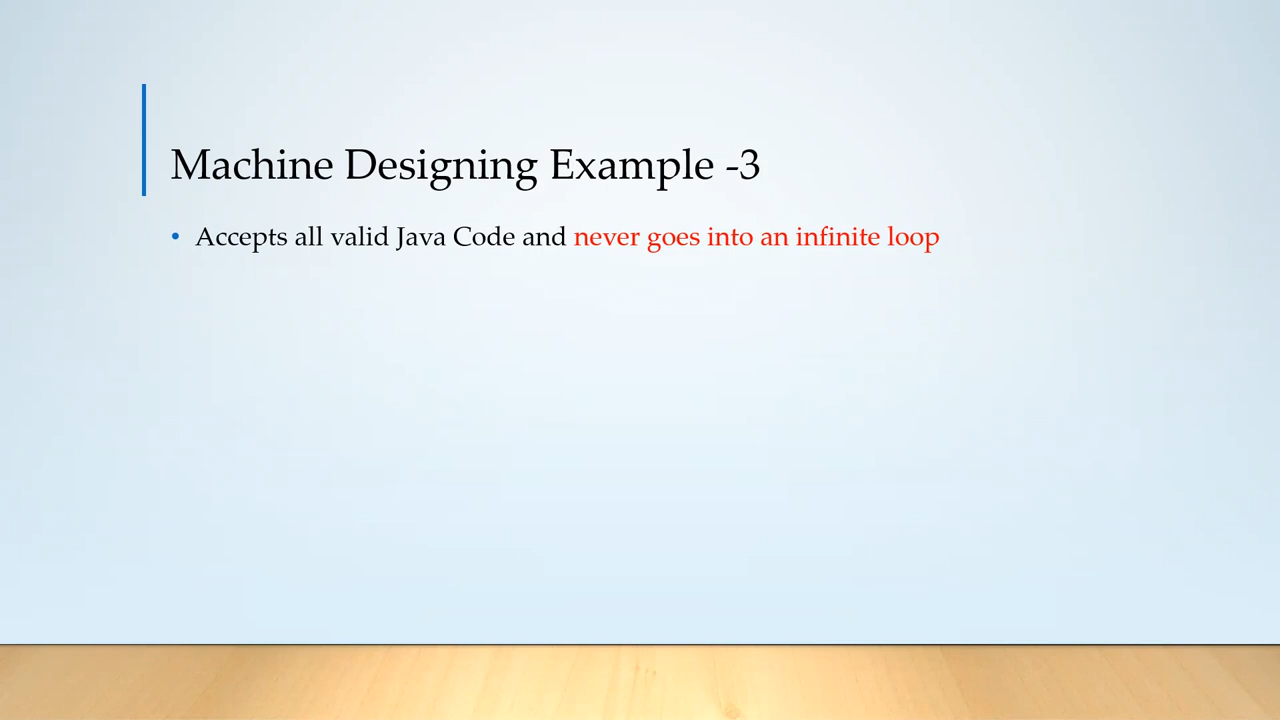 Machine Designing Example -3
• Accepts all valid Java Code and never goes into an infinite loop